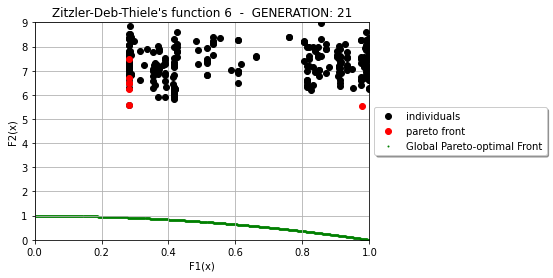 Zitzler-Deb-Thiele's function 6 - GENERATION: 21
9
8
7
6
5
4
3
2
1
0
F2(x)
0.0 0.2 0.4 0.6 0.8 1.0
F1(x)
individuals
pareto front
Global Pareto-optimal Front